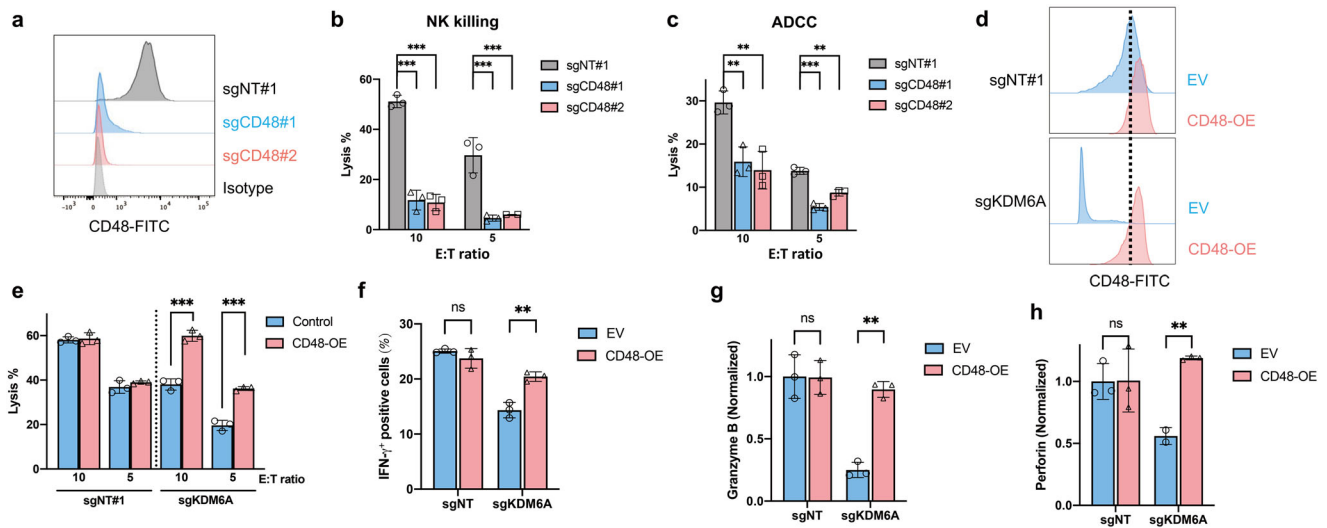 a
sgNT#1
sgCD48#1
sgCD48#2
Isotype
-10³ 0 10³ 10⁴ 10⁵
CD48-FITC
b
NK killing
Lysis %
60
40
20
0
*** ***
*** ***
sgNT#1
sgCD48#1
sgCD48#2
10 5
E:T ratio
c
ADCC
Lysis %
30
20
10
0
** **
** ***
sgNT#1
sgCD48#1
sgCD48#2
10 5
E:T ratio
d
sgNT#1
EV
CD48-OE
sgKDM6A
EV
CD48-OE
CD48-FITC
e
Lysis %
60
40
20
0
*** ***
Control
CD48-OE
10 5 10 5 E:T ratio
sgNT#1 sgKDM6A
f
IFN-γ⁺ positive cells (%)
30
20
10
0
ns **
EV
CD48-OE
sgNT sgKDM6A
g
Granzyme B (Normalized)
1.0
0.5
0.0
ns **
EV
CD48-OE
sgNT sgKDM6A
h
Perforin (Normalized)
1.0
0.5
0.0
ns **
EV
CD48-OE
sgNT sgKDM6A